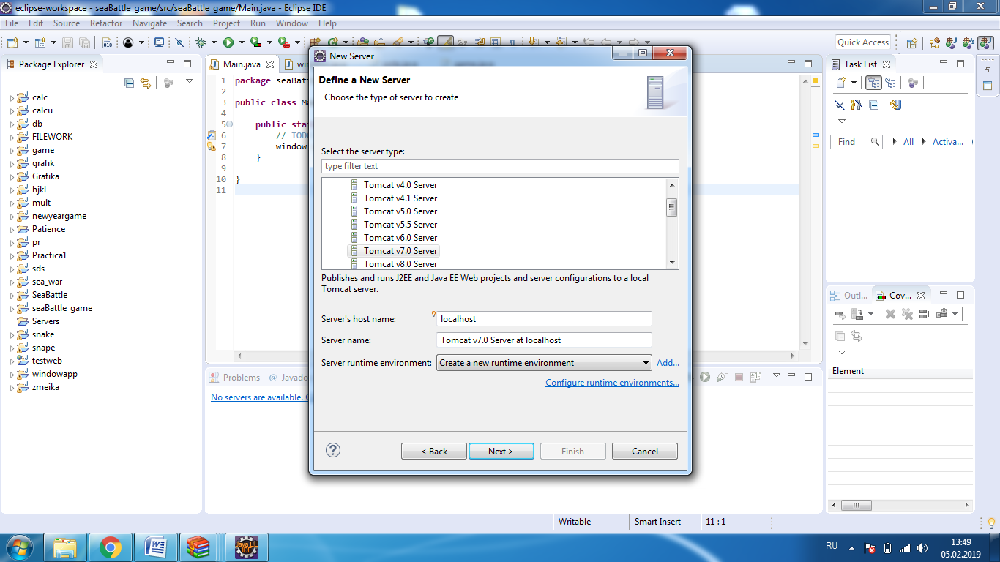 eclipse-workspace - seaBattle_game/src/seaBattle_game/Main.java - Eclipse IDE
File Edit Source Refactor Navigate Search Project Run Window Help
Quick Access
Package Explorer
calc
calcu
db
FILEWORK
game
grafik
Grafika
hjkl
mult
newyeargame
Patience
pr
Practica1
sds
sea_war
SeaBattle
seaBattle_game
Servers
snake
snape
testweb
windowapp
zmeika
Main.java
1 package seaBatt
2
3 public class M
4
5 public stat
6 // TODO
7 window
8 }
9
10 }
11
New Server
Define a New Server
Choose the type of server to create
Select the server type:
type filter text
Tomcat v4.0 Server
Tomcat v4.1 Server
Tomcat v5.0 Server
Tomcat v5.5 Server
Tomcat v6.0 Server
Tomcat v7.0 Server
Tomcat v8.0 Server
Publishes and runs J2EE and Java EE Web projects and server configurations to a local
Tomcat server.
Server's host name: localhost
Server name: Tomcat v7.0 Server at localhost
Server runtime environment: Create a new runtime environment Add...
Configure runtime environments...
< Back Next > Finish Cancel
Problems @ Javado
No servers are available.
Task List
Find All Activa...
Outl... Cov...
Element
Writable Smart Insert 11 : 1
Java EE
IDE
RU 13:49
05.02.2019